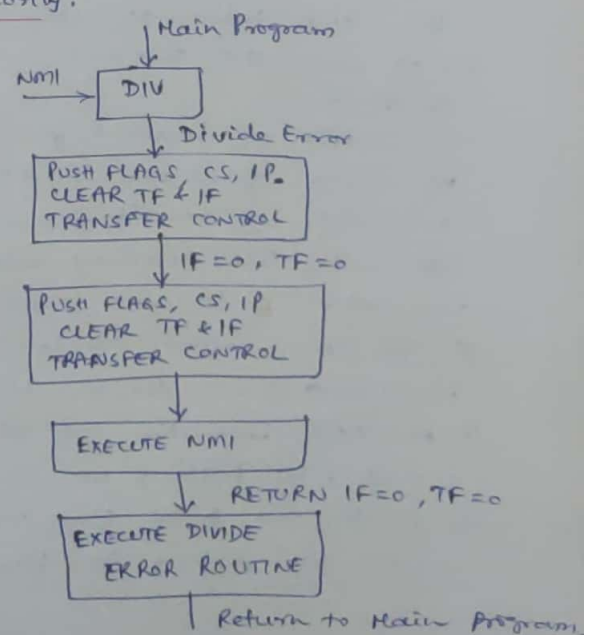 Main Program
NMI
DIV
Divide Error
PUSH FLAGS, CS, IP.
CLEAR TF & IF
TRANSFER CONTROL
IF = 0, TF = 0
PUSH FLAGS, CS, IP
CLEAR TF & IF
TRANSFER CONTROL
EXECUTE NMI
RETURN IF = 0, TF = 0
EXECUTE DIVIDE
ERROR ROUTINE
Return to Main Program